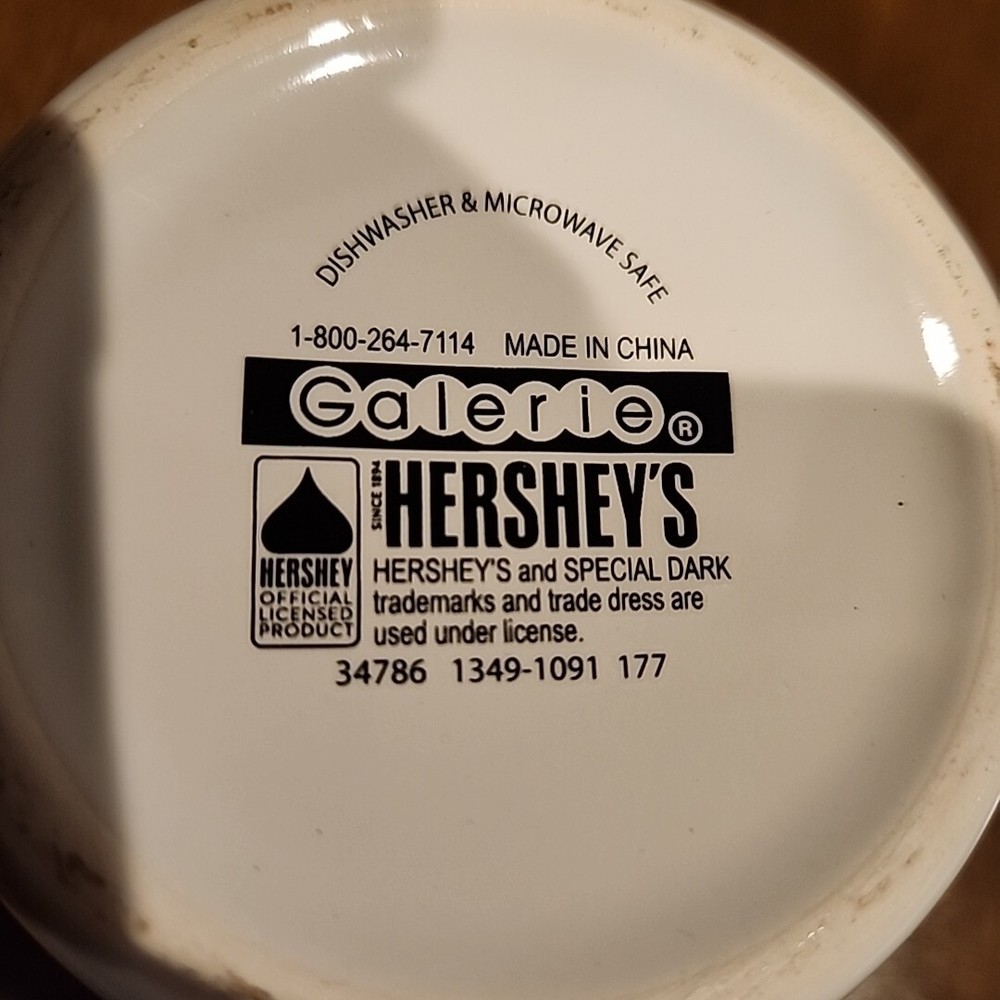 DISHWASHER & MICROWAVE SAFE
1-800-264-7114 MADE IN CHINA
Galerie®
SINCE 1894
HERSHEY'S
HERSHEY
OFFICIAL
LICENSED
PRODUCT
HERSHEY'S and SPECIAL DARK
trademarks and trade dress are
used under license.
34786 1349-1091 177